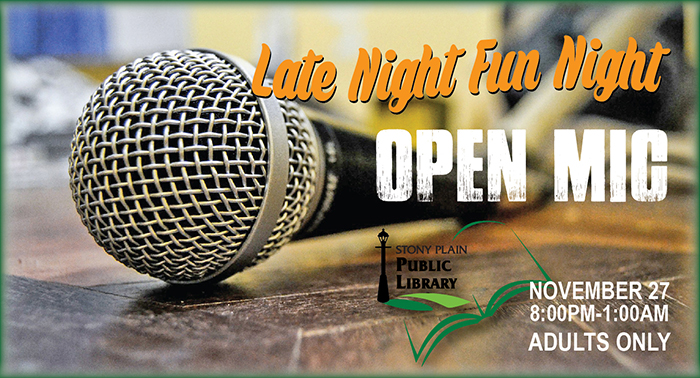 Late Night Fun Night
OPEN MIC
STONY PLAIN
PUBLIC
LIBRARY
NOVEMBER 27
8:00PM-1:00AM
ADULTS ONLY